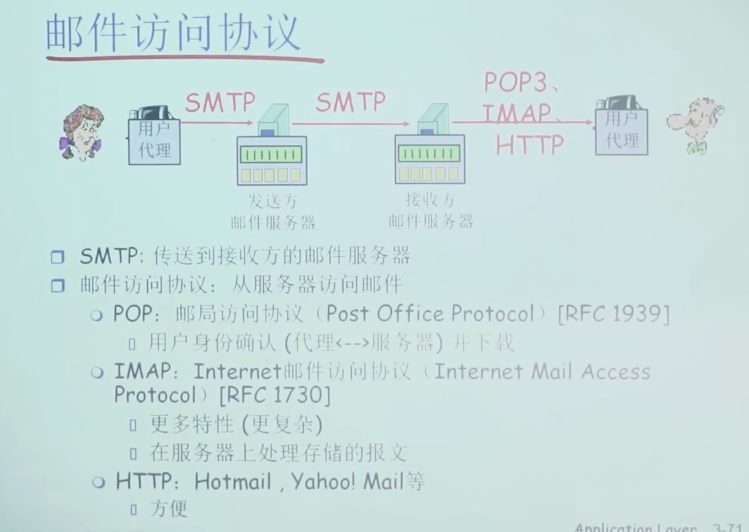 邮件访问协议
SMTP
SMTP
POP3、
IMAP、
HTTP
用户
代理
用户
代理
发送方
邮件服务器
接收方
邮件服务器
SMTP: 传送到接收方的邮件服务器
邮件访问协议：从服务器访问邮件
POP：邮局访问协议（Post Office Protocol）[RFC 1939]
用户身份确认 (代理<-->服务器) 并下载
IMAP：Internet邮件访问协议（Internet Mail Access
Protocol）[RFC 1730]
更多特性 (更复杂)
在服务器上处理存储的报文
HTTP：Hotmail , Yahoo! Mail等
方便
Application Layer 3-71